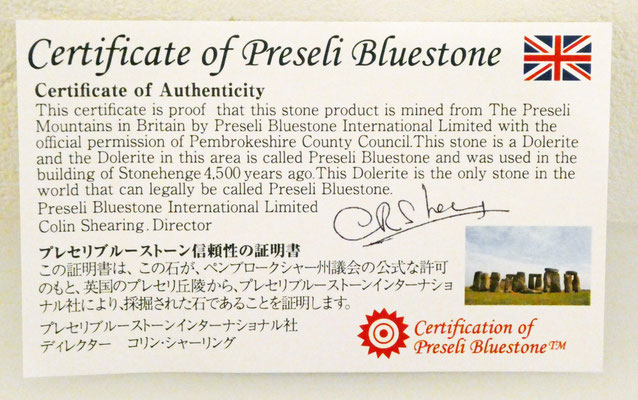 Certificate of Preseli Bluestone
Certificate of Authenticity
This certificate is proof that this stone product is mined from The Preseli
Mountains in Britain by Preseli Bluestone International Limited with the
official permission of Pembrokeshire County Council.This stone is a Dolerite
and the Dolerite in this area is called Preseli Bluestone and was used in the
building of Stonehenge 4,500 years ago.This Dolerite is the only stone in the
world that can legally be called Preseli Bluestone.
Preseli Bluestone International Limited
Colin Shearing.Director
プレセリブルーストーン信頼性の証明書
この証明書は、この石が、ペンブロークシャー州議会の公式な許可
のもと、英国のプレセリ丘陵から、プレセリブルーストーンインターナショ
ナル社により、採掘された石であることを証明します。
プレセリブルーストーンインターナショナル社
ディレクター コリン・シャーリング
Certification of
Preseli Bluestone™